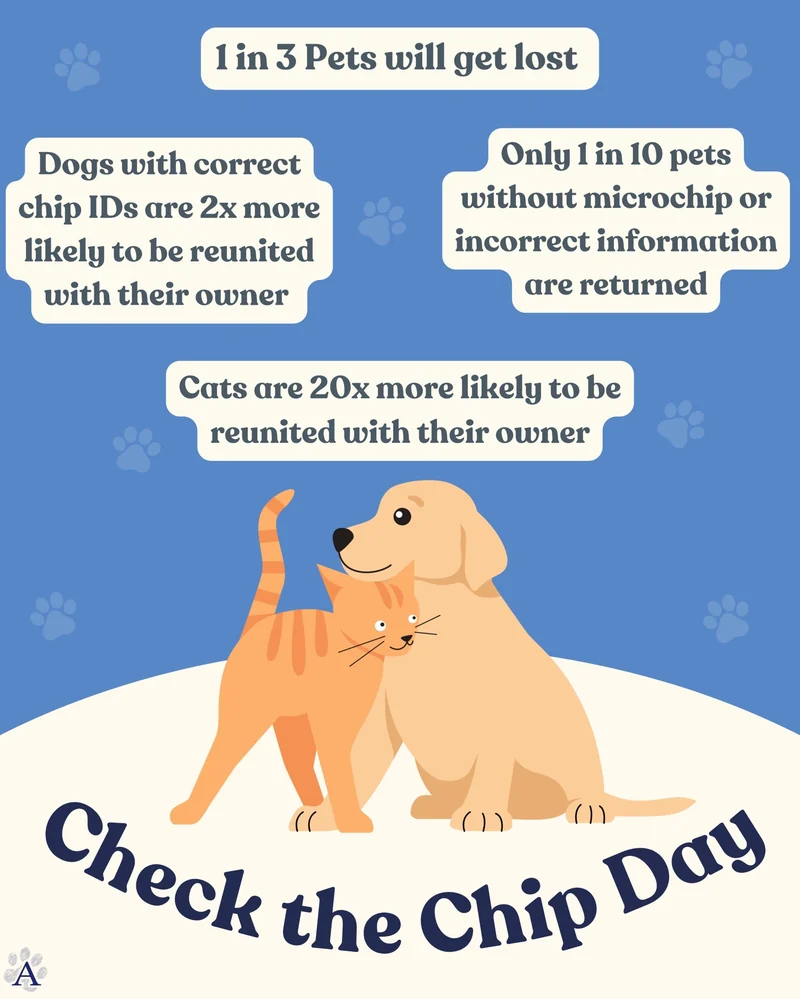 1 in 3 Pets will get lost
Dogs with correct
chip IDs are 2x more
likely to be reunited
with their owner
Only 1 in 10 pets
without microchip or
incorrect information
are returned
Cats are 20x more likely to be
reunited with their owner
Check the Chip Day
A